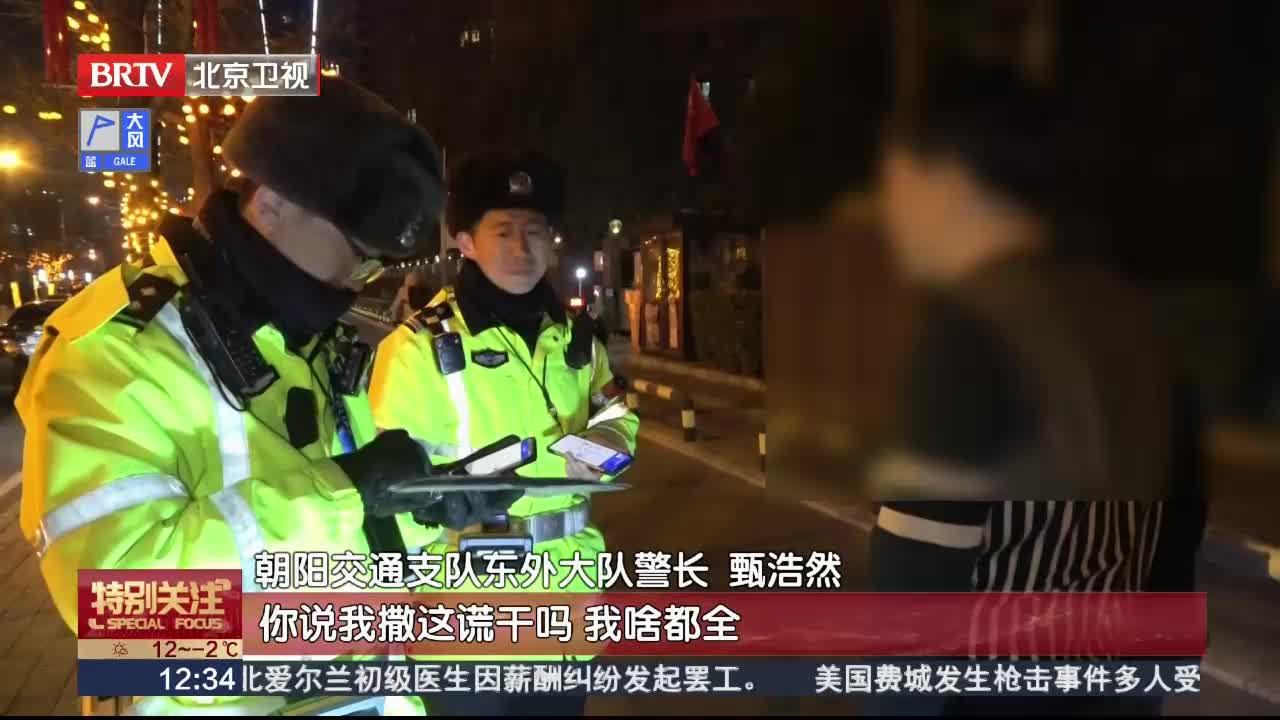 BRTV 北京卫视
大风
蓝 GALE
朝阳交通支队东外大队警长 甄浩然
特别关注
SPECIAL FOCUS
你说我撒这谎干吗 我啥都全
12~-2℃
12:34 北爱尔兰初级医生因薪酬纠纷发起罢工。 美国费城发生枪击事件多人受